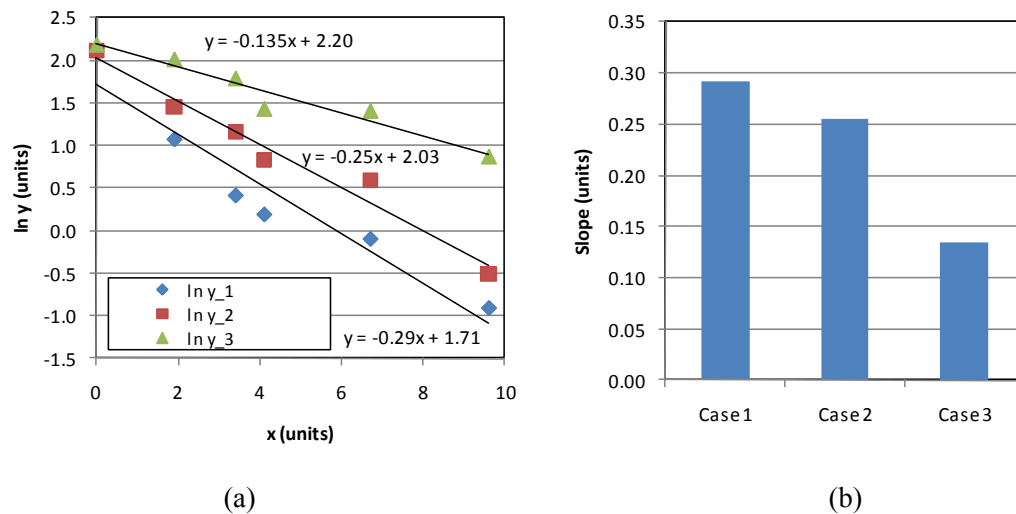 2.5
2.0
1.5
1.0
0.5
0.0
-0.5
-1.0
-1.5
ln y (units)
y = -0.135x + 2.20
y = -0.25x + 2.03
y = -0.29x + 1.71
ln y_1
ln y_2
ln y_3
0 2 4 6 8 10
x (units)
(a)
0.35
0.30
0.25
0.20
0.15
0.10
0.05
0.00
Slope (units)
Case 1 Case 2 Case 3
(b)